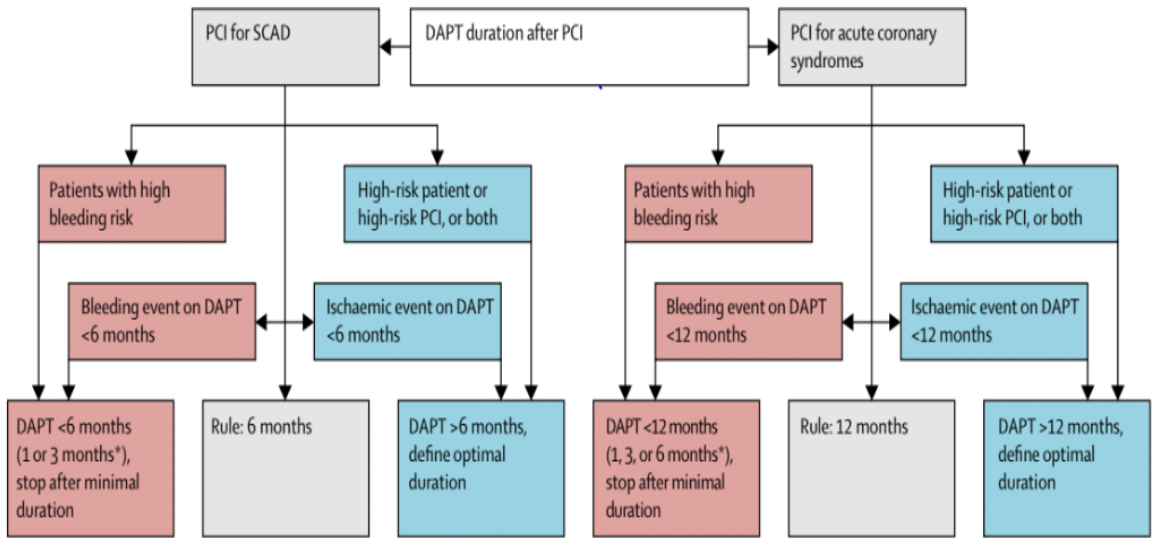 PCI for SCAD
DAPT duration after PCI
PCI for acute coronary
syndromes
Patients with high
bleeding risk
High-risk patient or
high-risk PCI, or both
Patients with high
bleeding risk
High-risk patient or
high-risk PCI, or both
Bleeding event on DAPT
<6 months
Ischaemic event on DAPT
<6 months
Bleeding event on DAPT
<12 months
Ischaemic event on DAPT
<12 months
DAPT <6 months
(1 or 3 months*),
stop after minimal
duration
Rule: 6 months
DAPT >6 months,
define optimal
duration
DAPT <12 months
(1, 3, or 6 months*),
stop after minimal
duration
Rule: 12 months
DAPT >12 months,
define optimal
duration